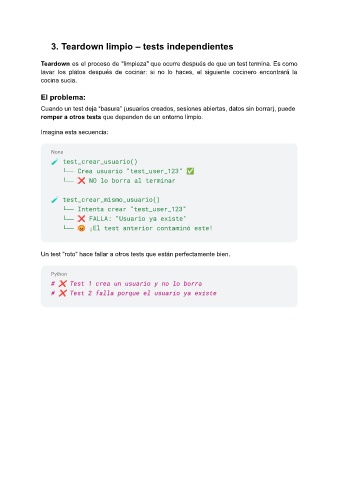 3. Teardown limpio – tests independientes
Teardown es el proceso de "limpieza" que ocurre después de que un test termina. Es como
lavar los platos después de cocinar: si no lo haces, el siguiente cocinero encontrará la
cocina sucia.
El problema:
Cuando un test deja "basura" (usuarios creados, sesiones abiertas, datos sin borrar), puede
romper a otros tests que dependen de un entorno limpio.
Imagina esta secuencia:
None
🧪 test_crear_usuario()
└── Crea usuario "test_user_123" ✅
└── ❌ NO lo borra al terminar
🧪 test_crear_mismo_usuario()
└── Intenta crear "test_user_123"
└── ❌ FALLA: "Usuario ya existe"
└── 😡 ¡El test anterior contaminó este!
Un test "roto" hace fallar a otros tests que están perfectamente bien.
Python
# ❌ Test 1 crea un usuario y no lo borra
# ❌ Test 2 falla porque el usuario ya existe